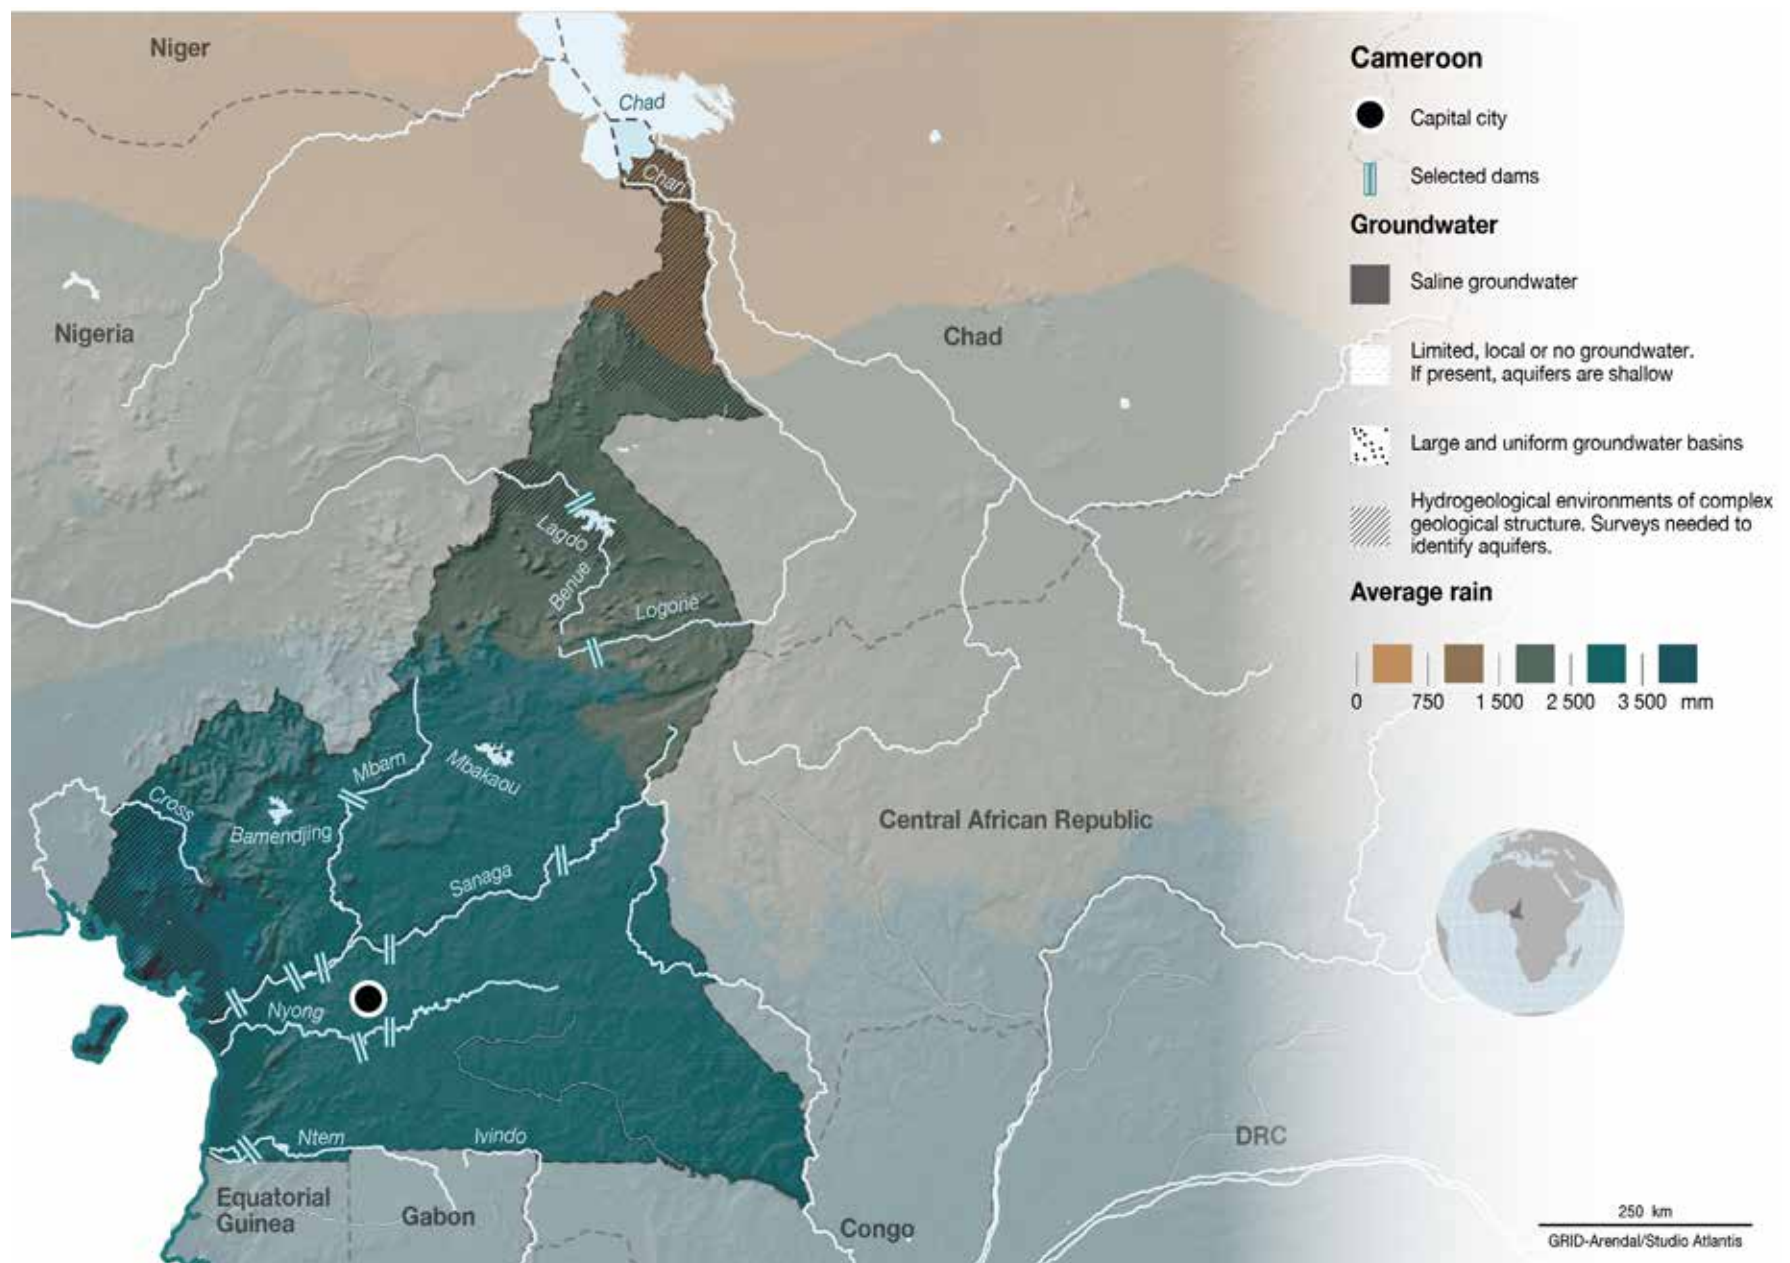 Niger
Chad
Chari
Nigeria
Chad
Lagdo
Benue
Logone
Mbam
Mbakaou
Cross
Bamendjing
Sanaga
Central African Republic
Nyong
Ntem
Ivindo
DRC
Equatorial
Guinea
Gabon
Congo
Cameroon
Capital city
Selected dams
Groundwater
Saline groundwater
Limited, local or no groundwater.
If present, aquifers are shallow
Large and uniform groundwater basins
Hydrogeological environments of complex
geological structure. Surveys needed to
identify aquifers.
Average rain
0 750 1 500 2 500 3 500 mm
250 km
GRID-Arendal/Studio Atlantis